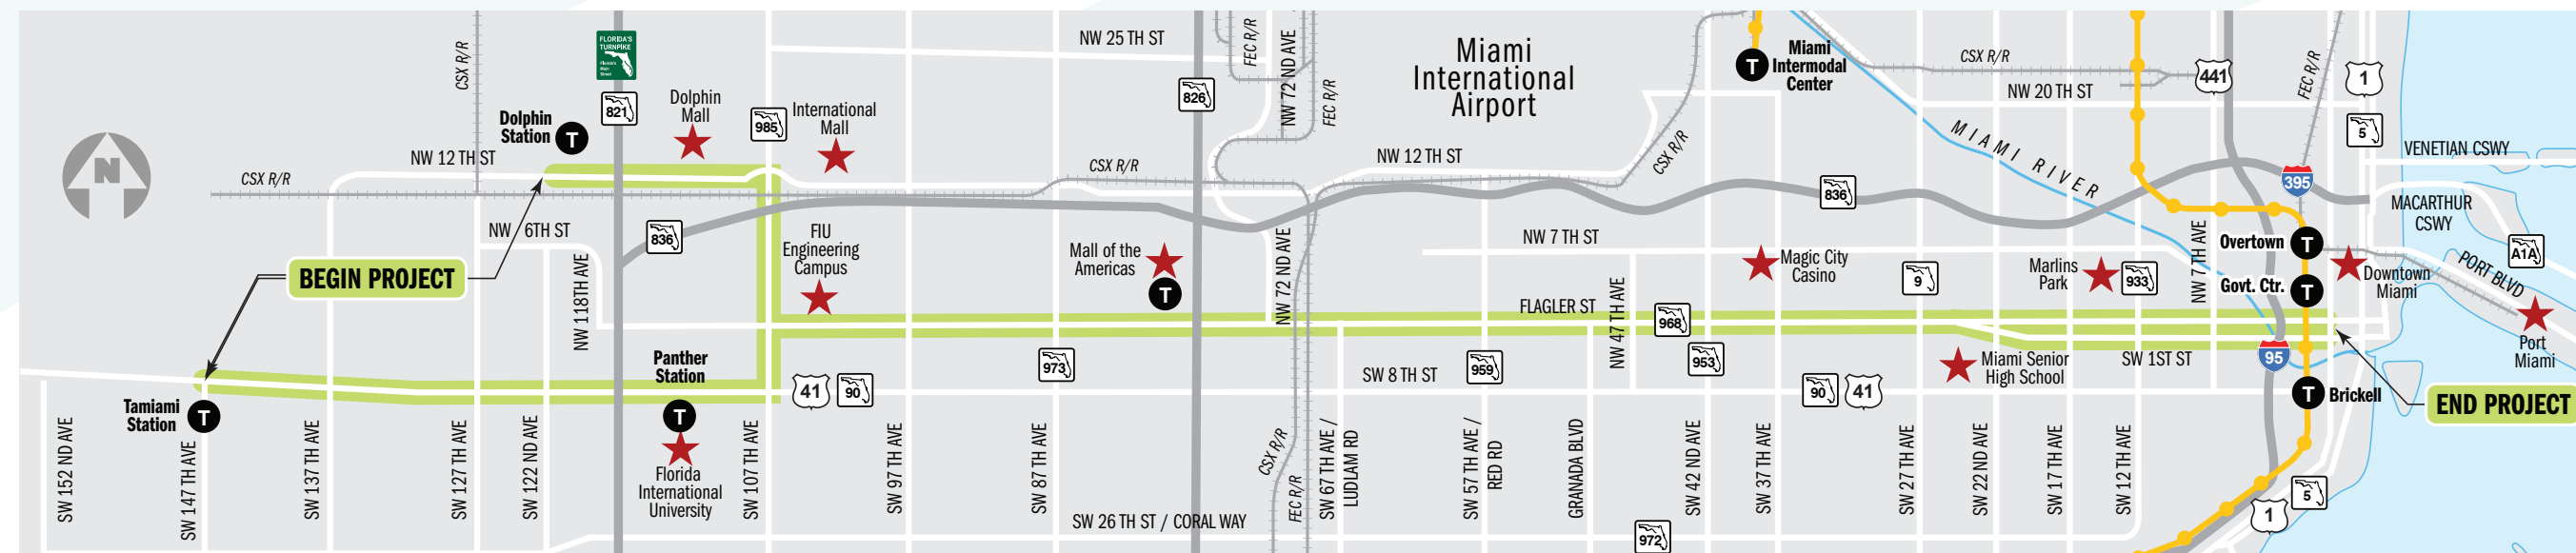 CSX R/R
FLORIDA'S
TURNPIKE
821
Dolphin
Station
T
Dolphin
Mall
985
International
Mall
NW 25 TH ST
826
FEC R/R
NW 72 ND AVE
FEC R/R
Miami
International
Airport
T
Miami
Intermodal
Center
CSX R/R
NW 20 TH ST
441
FEC R/R
1
5
N
NW 12 TH ST
CSX R/R
CSX R/R
NW 12 TH ST
CSX R/R
836
MIAMI RIVER
395
VENETIAN CSWY
MACARTHUR
CSWY
A1A
NW 6TH ST
836
BEGIN PROJECT
NW 118TH AVE
FIU
Engineering
Campus
Mall of the
Americas
T
NW 72 ND AVE
NW 7 TH ST
Magic City
Casino
9
Marlins
Park
933
NW 7 TH AVE
Overtown
T
Govt. Ctr.
T
Downtown
Miami
PORT BLVD
Port
Miami
FLAGLER ST
NW 47 TH AVE
968
953
Panther
Station
T
Florida
International
University
41
90
973
SW 8 TH ST
959
90
41
Miami Senior
High School
SW 1ST ST
95
T
Brickell
END PROJECT
Tamiami
Station
T
SW 152 ND AVE
SW 147 TH AVE
SW 137 TH AVE
SW 127TH AVE
SW 122 ND AVE
SW 107 TH AVE
SW 97 TH AVE
SW 87 TH AVE
SW 26 TH ST / CORAL WAY
CSX R/R
FEC R/R
SW 67 TH AVE /
LUDLAM RD
SW 57 TH AVE /
RED RD
GRANADA BLVD
972
SW 42 ND AVE
SW 37 TH AVE
SW 27 TH AVE
SW 22 ND AVE
SW 17 TH AVE
SW 12 TH AVE
1
5